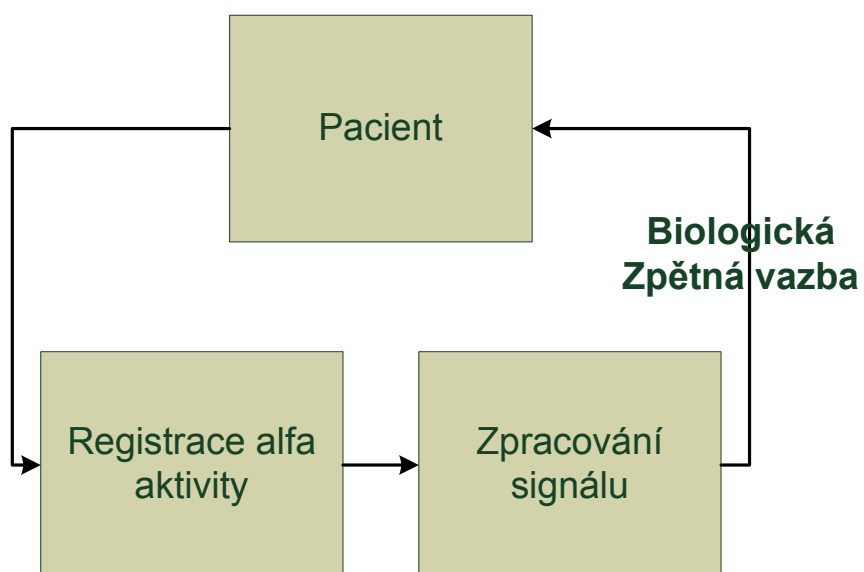 Pacient
Biologická
Zpětná vazba
Registrace alfa
aktivity
Zpracování
signálu